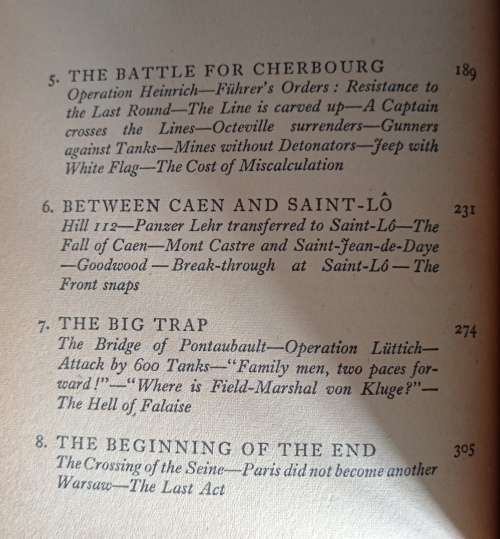 5. THE BATTLE FOR CHERBOURG 189
Operation Heinrich—Führer's Orders: Resistance to
the Last Round—The Line is carved up—A Captain
crosses the Lines—Octeville surrenders—Gunners
against Tanks—Mines without Detonators—Jeep with
White Flag—The Cost of Miscalculation
6. BETWEEN CAEN AND SAINT-LÔ 231
Hill 112—Panzer Lehr transferred to Saint-Lô—The
Fall of Caen—Mont Castre and Saint-Jean-de-Daye
—Goodwood—Break-through at Saint-Lô—The
Front snaps
7. THE BIG TRAP 274
The Bridge of Pontaubault—Operation Lüttich—
Attack by 600 Tanks—"Family men, two paces for-
ward!"—"Where is Field-Marshal von Kluge?"—
The Hell of Falaise
8. THE BEGINNING OF THE END 305
The Crossing of the Seine—Paris did not become another
Warsaw—The Last Act